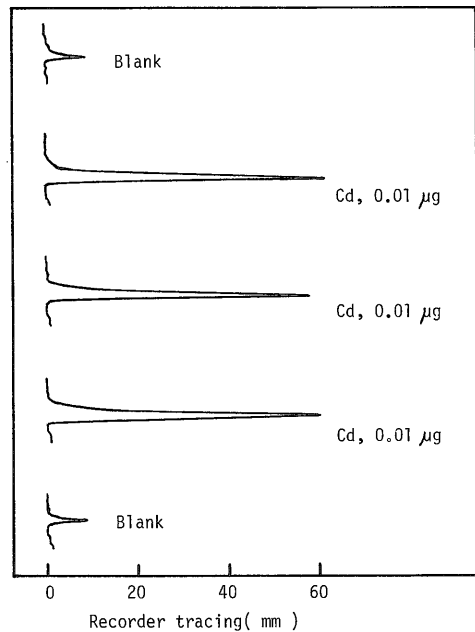 Blank
Cd, 0.01 μg
Cd, 0.01 μg
Cd, 0.01 μg
Blank
0 20 40 60
Recorder tracing( mm )